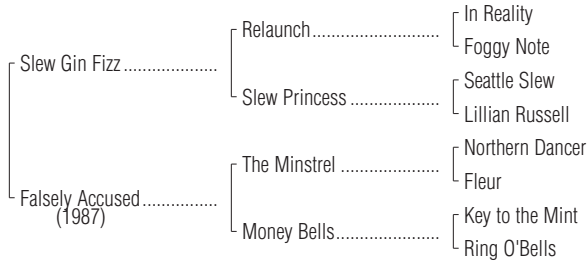 In Reality
Relaunch...........................
Foggy Note
Slew Gin Fizz....................
Seattle Slew
Slew Princess...................
Lillian Russell
Northern Dancer
The Minstrel.....................
Fleur
Falsely Accused................
(1987)
Key to the Mint
Money Bells......................
Ring O'Bells